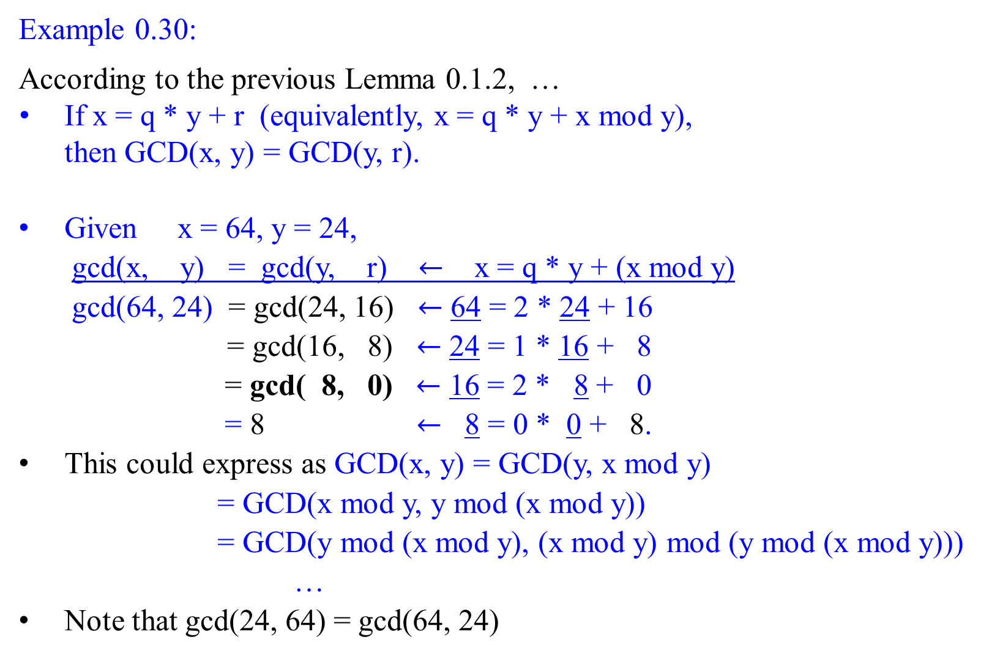 Example 0.30:
According to the previous Lemma 0.1.2, …
• If x = q * y + r (equivalently, x = q * y + x mod y),
then GCD(x, y) = GCD(y, r).
• Given x = 64, y = 24,
gcd(x, y) = gcd(y, r) ← x = q * y + (x mod y)
gcd(64, 24) = gcd(24, 16) ← 64 = 2 * 24 + 16
= gcd(16, 8) ← 24 = 1 * 16 + 8
= gcd( 8, 0) ← 16 = 2 * 8 + 0
= 8 ← 8 = 0 * 0 + 8.
• This could express as GCD(x, y) = GCD(y, x mod y)
= GCD(x mod y, y mod (x mod y))
= GCD(y mod (x mod y), (x mod y) mod (y mod (x mod y)))
…
• Note that gcd(24, 64) = gcd(64, 24)